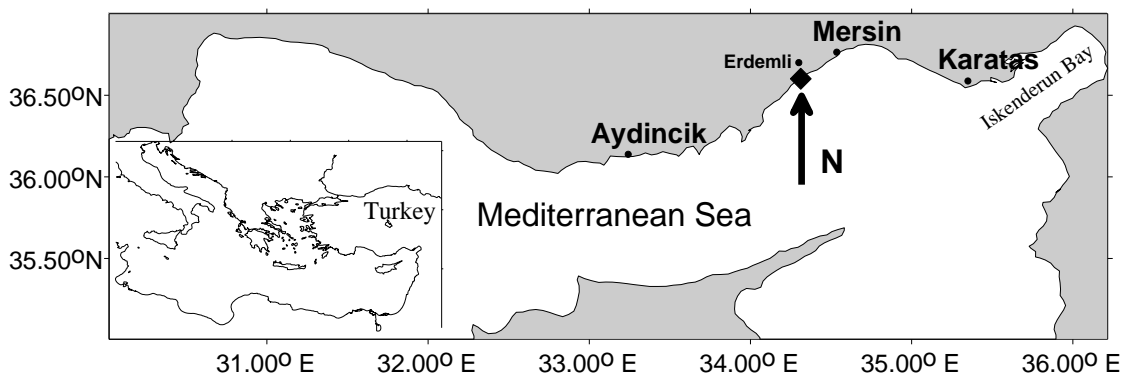 Mersin
Erdemli
Karatas
36.50ºN
Iskenderun Bay
Aydincik
N
36.00ºN
Turkey
Mediterranean Sea
35.50ºN
31.00º E 32.00º E 33.00º E 34.00º E 35.00º E 36.00º E